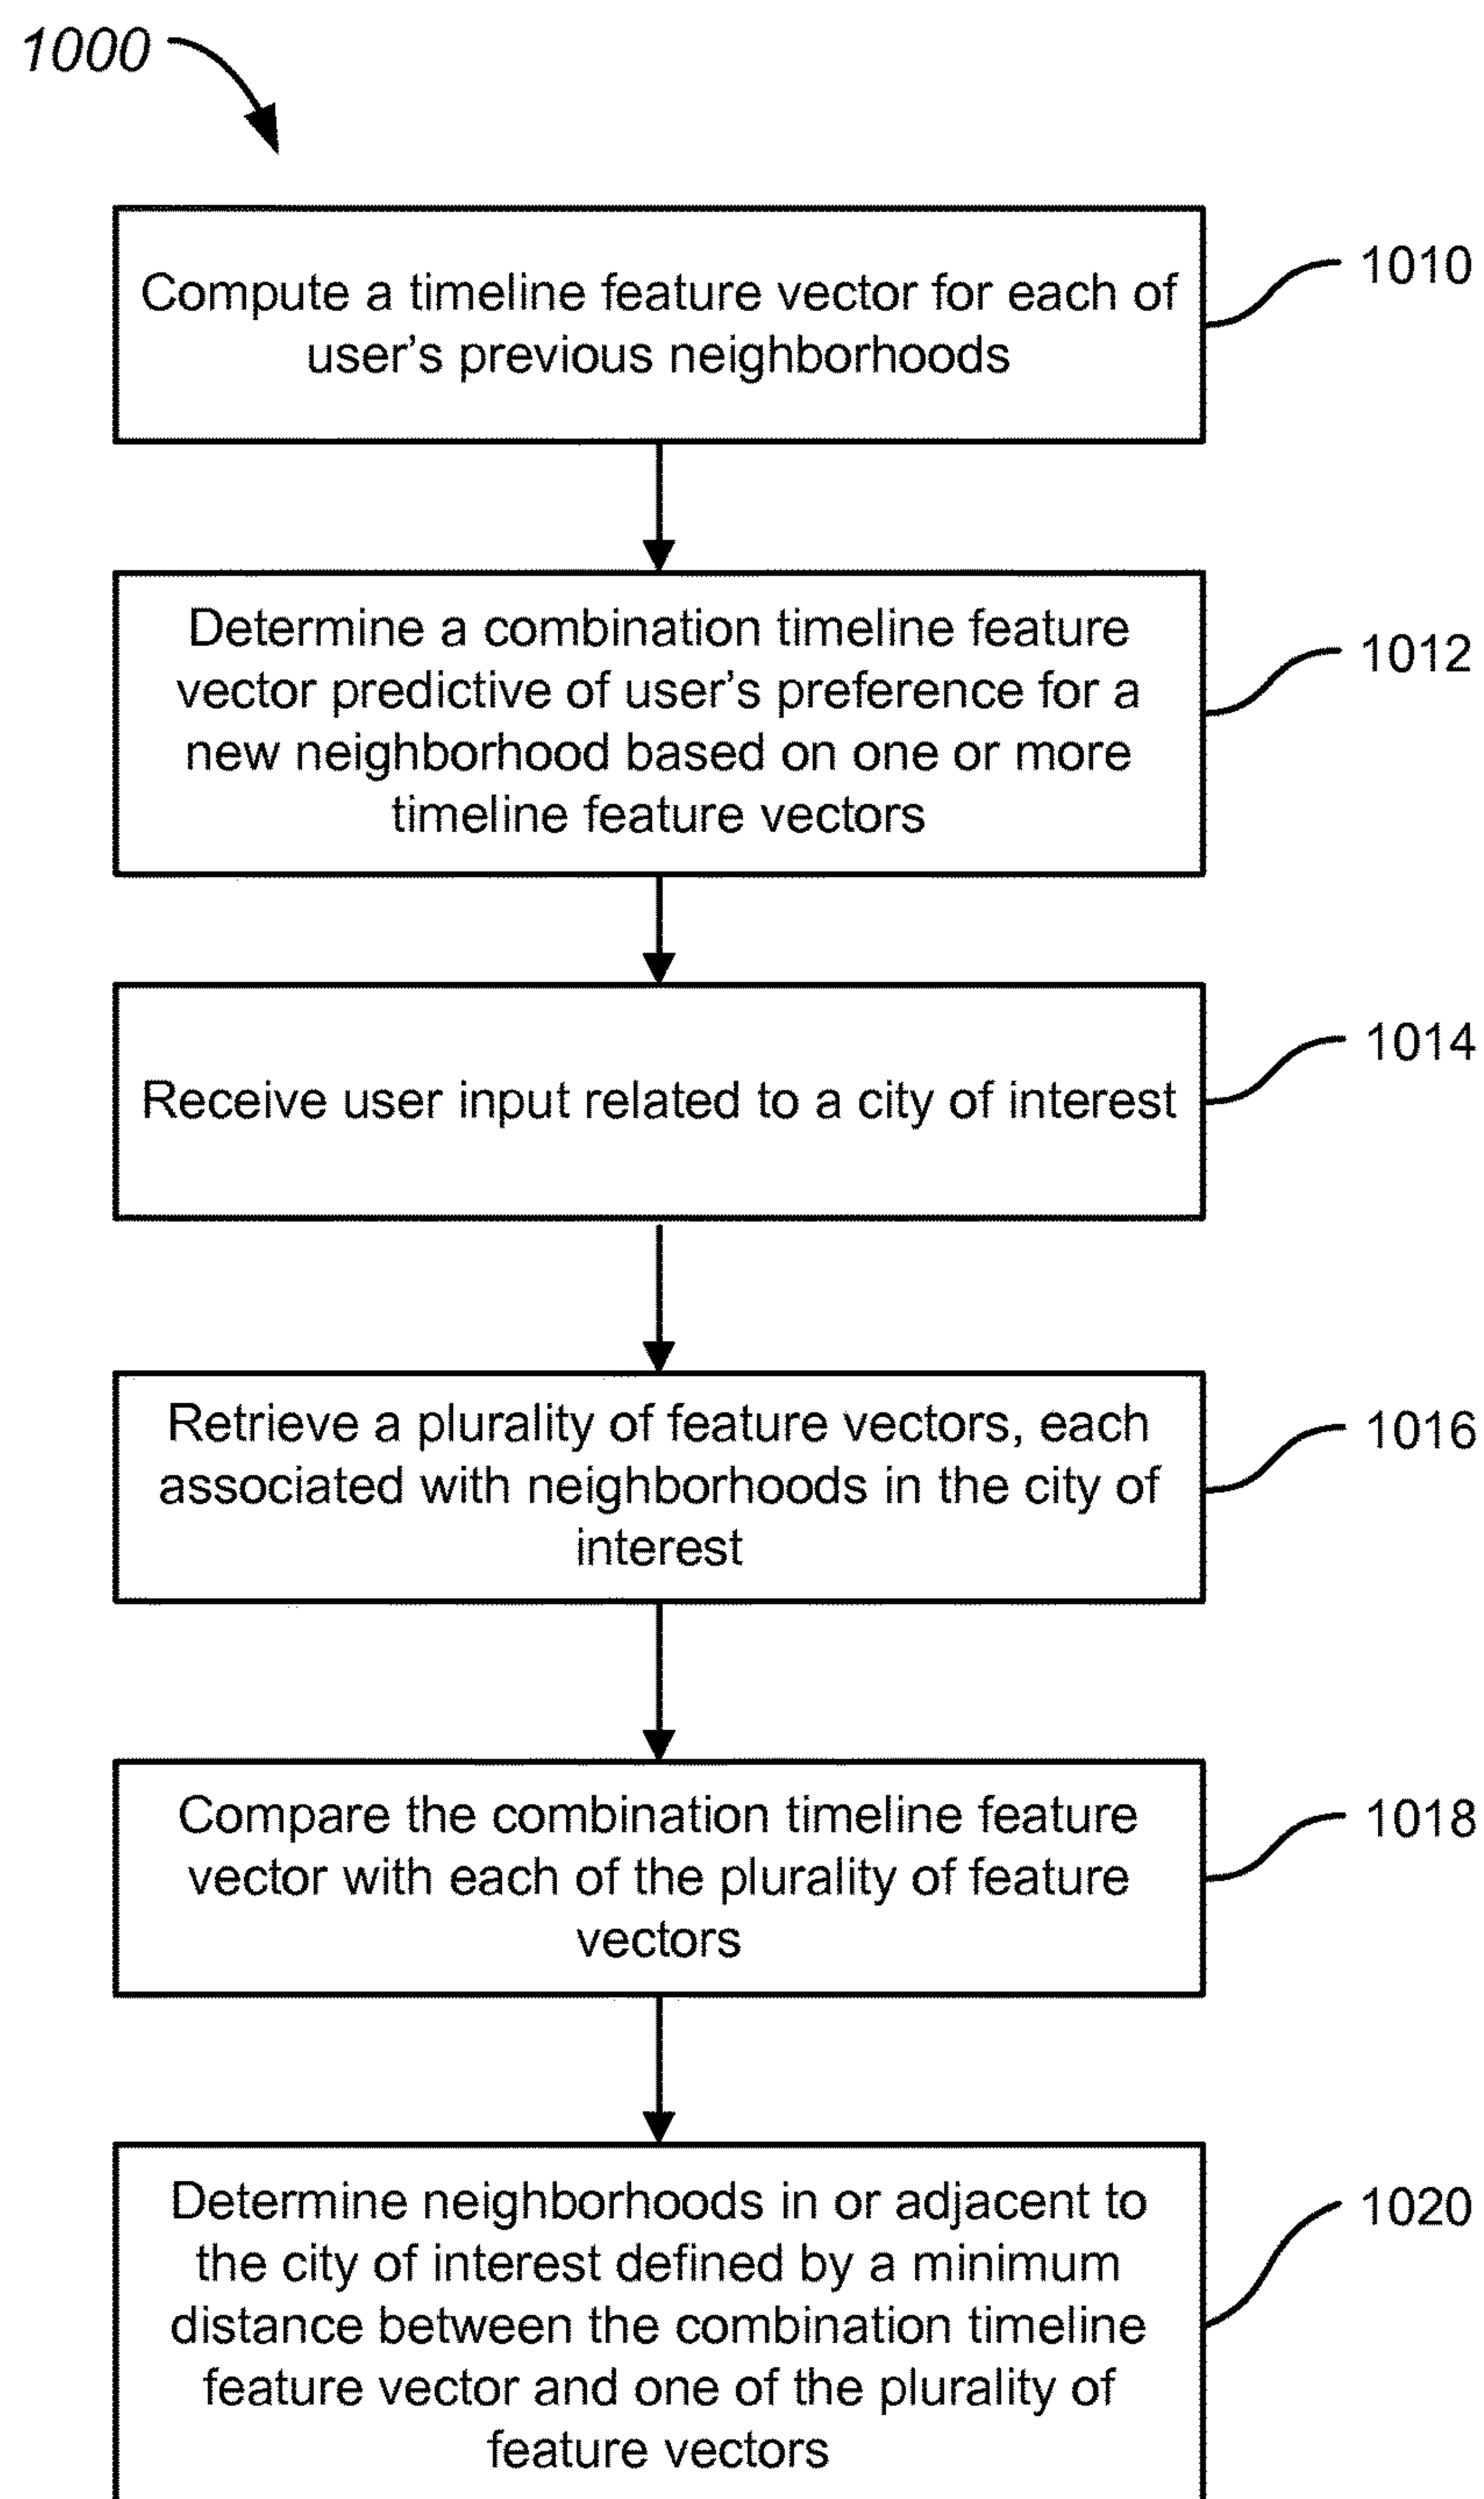 1000
Compute a timeline feature vector for each of
user's previous neighborhoods
1010
Determine a combination timeline feature
vector predictive of user's preference for a
new neighborhood based on one or more
timeline feature vectors
1012
Receive user input related to a city of interest
1014
Retrieve a plurality of feature vectors, each
associated with neighborhoods in the city of
interest
1016
Compare the combination timeline feature
vector with each of the plurality of feature
vectors
1018
Determine neighborhoods in or adjacent to
the city of interest defined by a minimum
distance between the combination timeline
feature vector and one of the plurality of
feature vectors
1020